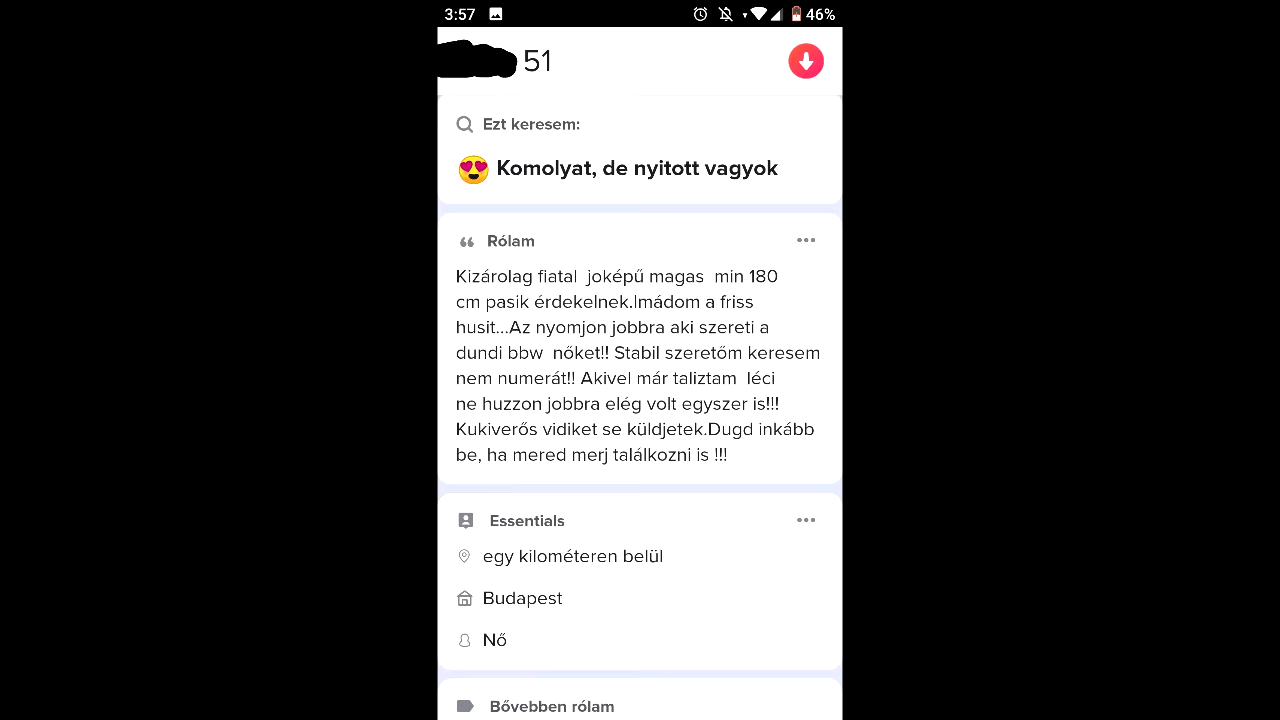 3:57
46%
51
Ezt keresem:
😍 Komolyat, de nyitott vagyok
Rólam
Kizárolag fiatal  joképű magas  min 180
cm pasik érdekelnek.Imádom a friss
husit...Az nyomjon jobbra aki szereti a
dundi bbw  nőket!! Stabil szeretőm keresem
nem numerát!! Akivel már taliztam  léci
ne huzzon jobbra elég volt egyszer is!!!
Kukiverős vidiket se küldjetek.Dugd inkább
be, ha mered merj találkozni is !!!
Essentials
egy kilométeren belül
Budapest
Nő
Bővebben rólam